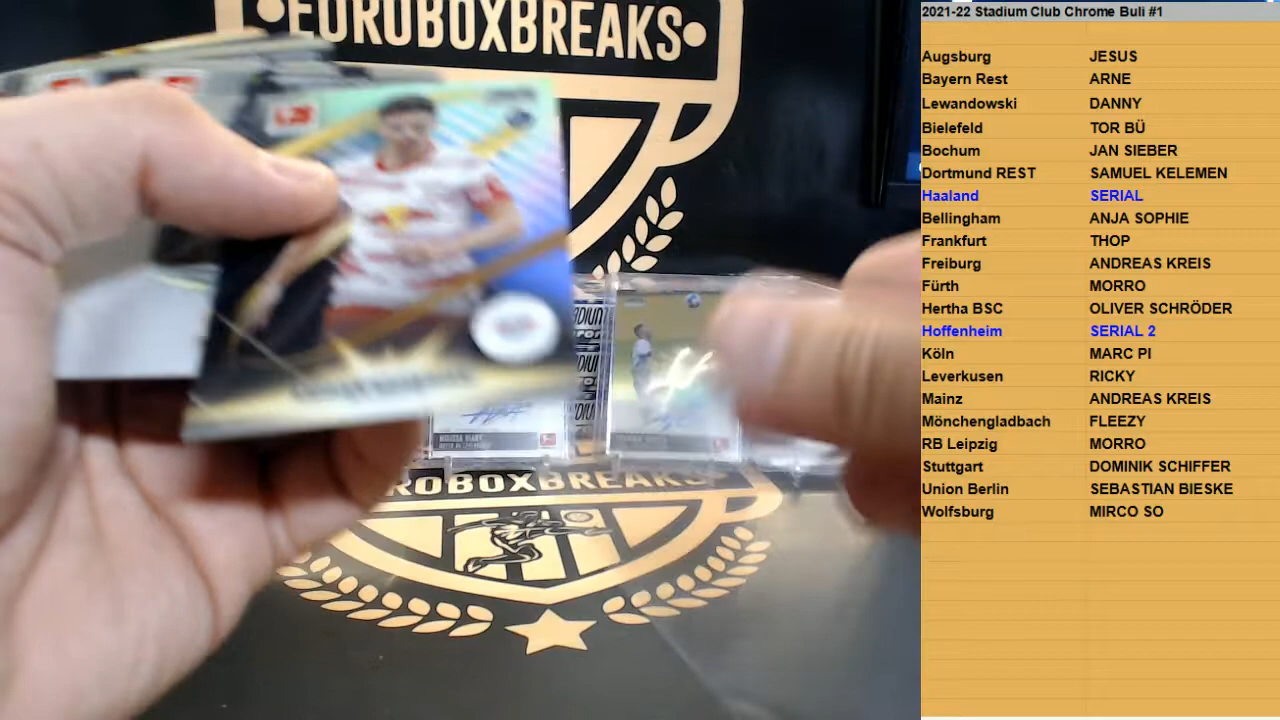 EUROBOXBREAKS
2021-22 Stadium Club Chrome Buli #1
Augsburg JESUS
Bayern Rest ARNE
Lewandowski DANNY
Bielefeld TOR BÜ
Bochum JAN SIEBER
Dortmund REST SAMUEL KELEMEN
Haaland SERIAL
Bellingham ANJA SOPHIE
Frankfurt THOP
Freiburg ANDREAS KREIS
Fürth MORRO
Hertha BSC OLIVER SCHRÖDER
Hoffenheim SERIAL 2
Köln MARC PI
Leverkusen RICKY
Mainz ANDREAS KREIS
Mönchengladbach FLEEZY
RB Leipzig MORRO
Stuttgart DOMINIK SCHIFFER
Union Berlin SEBASTIAN BIESKE
Wolfsburg MIRCO SO
MOUSSA DIABY
ROBOXBREAKS